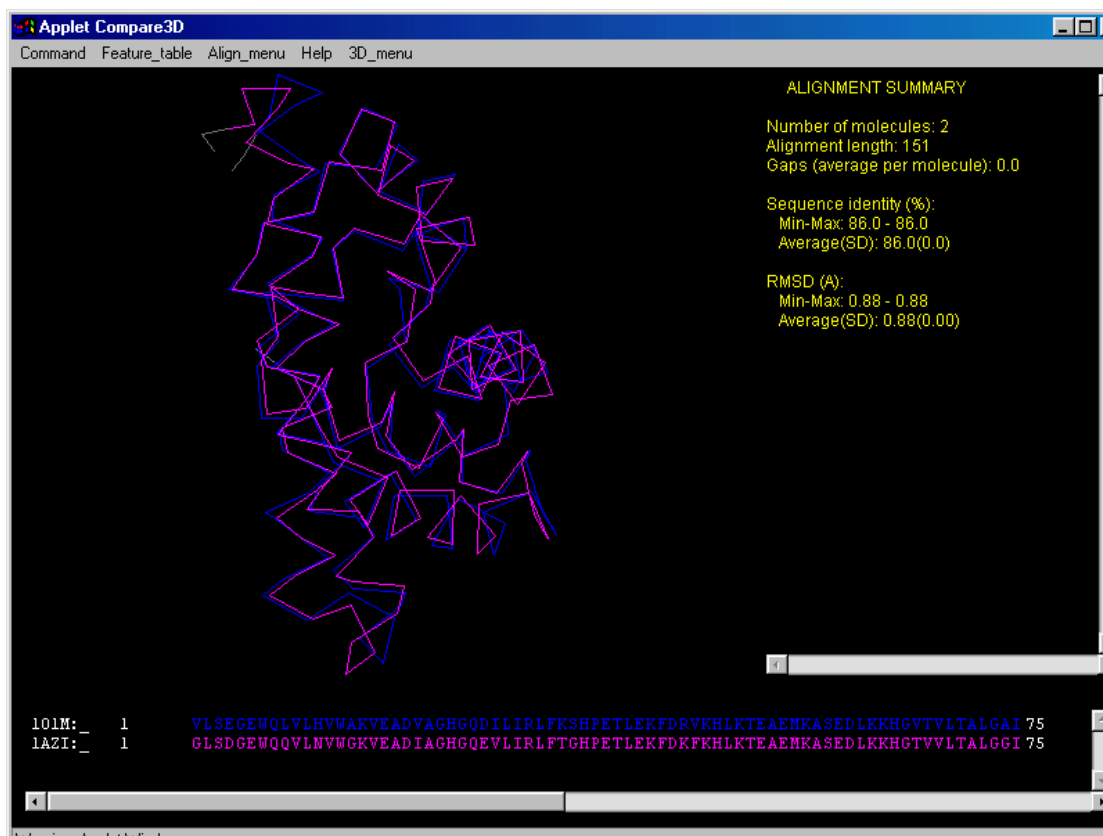 Applet Compare3D
Command Feature_table Align_menu Help 3D_menu
ALIGNMENT SUMMARY
Number of molecules: 2
Alignment length: 151
Gaps (average per molecule): 0.0
Sequence identity (%):
Min-Max: 86.0 - 86.0
Average(SD): 86.0(0.0)
RMSD (A):
Min-Max: 0.88 - 0.88
Average(SD): 0.88(0.00)
101M:_ 1 VLSEGEWQLVLHVWAKVEADVAGHGQDILIRLFKSHPETLEKFDRVKHLKTEAEMKASEDLKKHGVTVLTALGAI 75
1AZI:_ 1 GLSDGEWQQVLNVWGKVEADIAGHGQEVLIRLFTGHPETLEKFDKFKHLKTEAEMKASEDLKKHGTVVLTALGGI 75